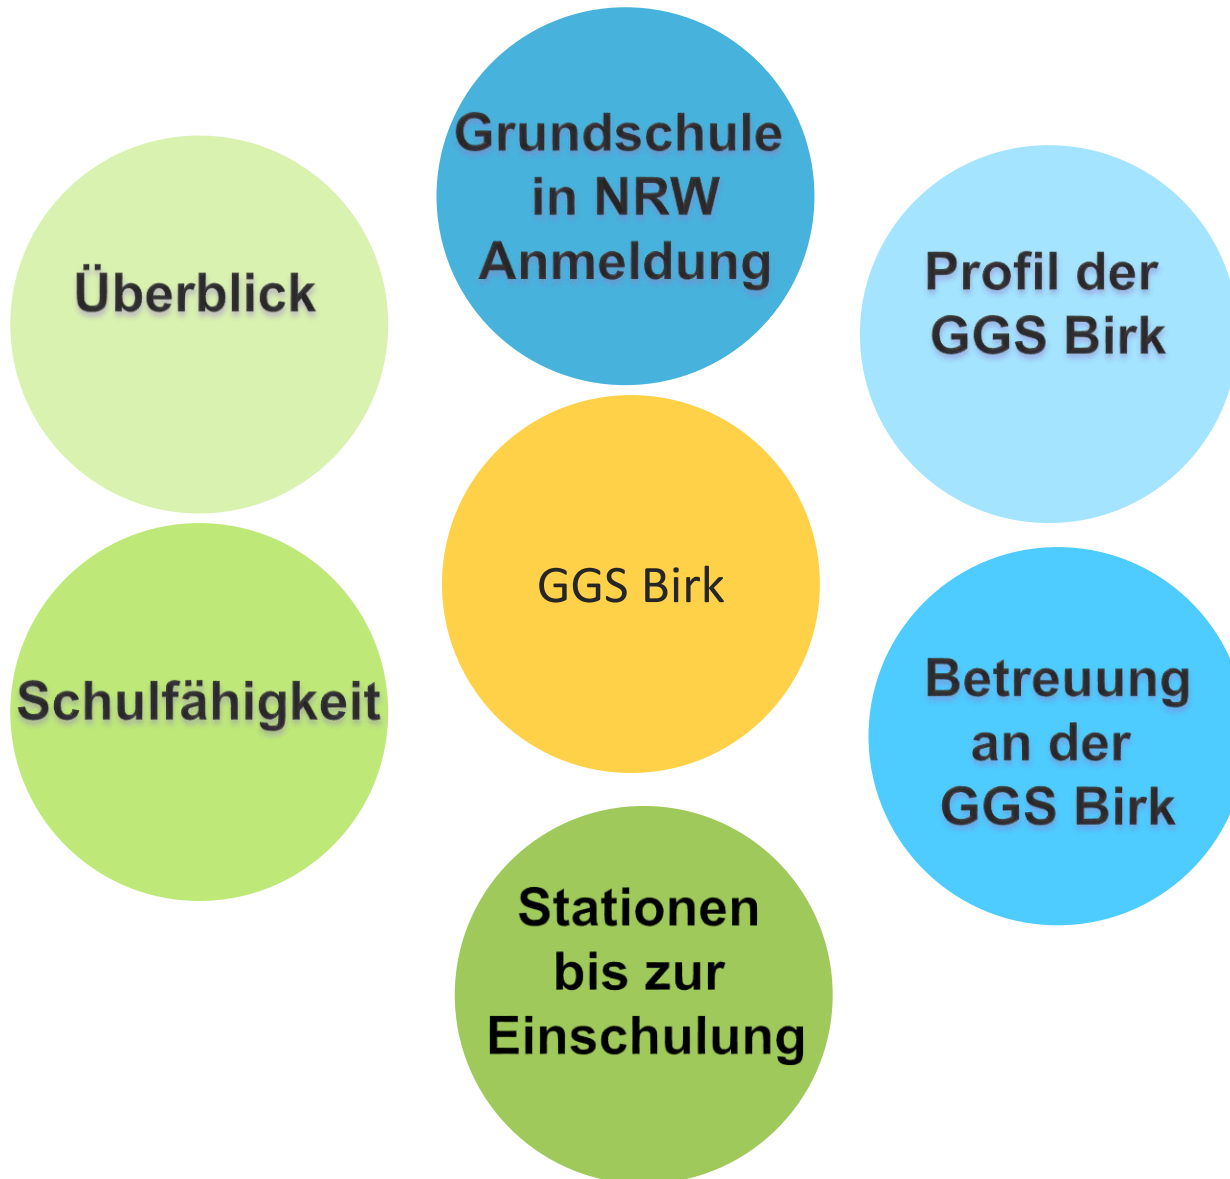 Grundschule
in NRW
Anmeldung
Überblick
Profil der
GGS Birk
GGS Birk
Schulfähigkeit
Betreuung
an der
GGS Birk
Stationen
bis zur
Einschulung